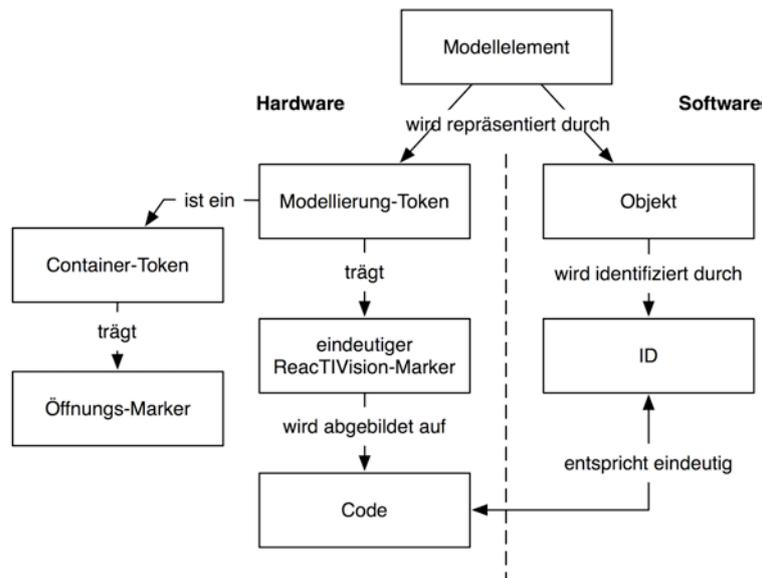 Modellelement
Hardware
Software
wird repräsentiert durch
ist ein
Modellierung-Token
Objekt
Container-Token
trägt
wird identifiziert durch
trägt
eindeutiger
ReacTIVision-Marker
ID
Öffnungs-Marker
wird abgebildet auf
entspricht eindeutig
Code